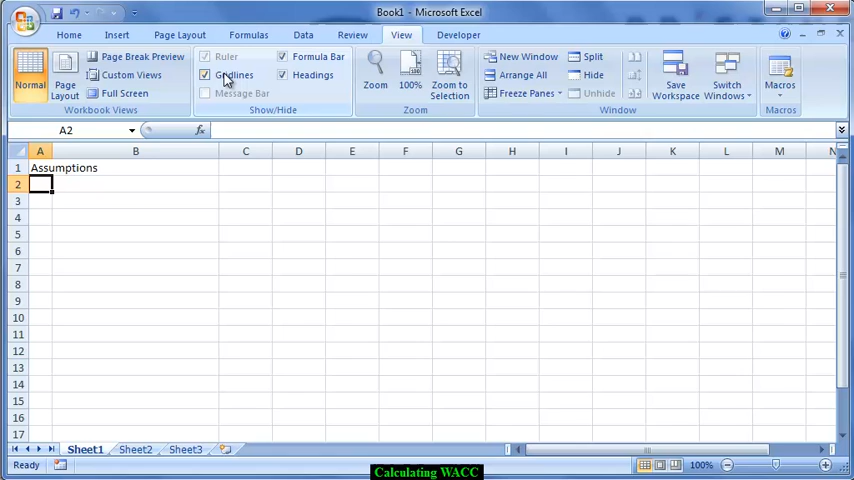 Book1 - Microsoft Excel
Home Insert Page Layout Formulas Data Review View Developer
Normal
Page Layout
Page Break Preview
Custom Views
Full Screen
Workbook Views
Ruler
Gridlines
Message Bar
Formula Bar
Headings
Show/Hide
Zoom
100%
Zoom to Selection
Zoom
New Window
Arrange All
Freeze Panes
Split
Hide
Unhide
Save Workspace
Switch Windows
Window
Macros
Macros
A2 fx
A B C D E F G H I J K L M N
1 Assumptions
2
3
4
5
6
7
8
9
10
11
12
13
14
15
16
17
Sheet1 Sheet2 Sheet3
Ready 100%
Calculating WACC